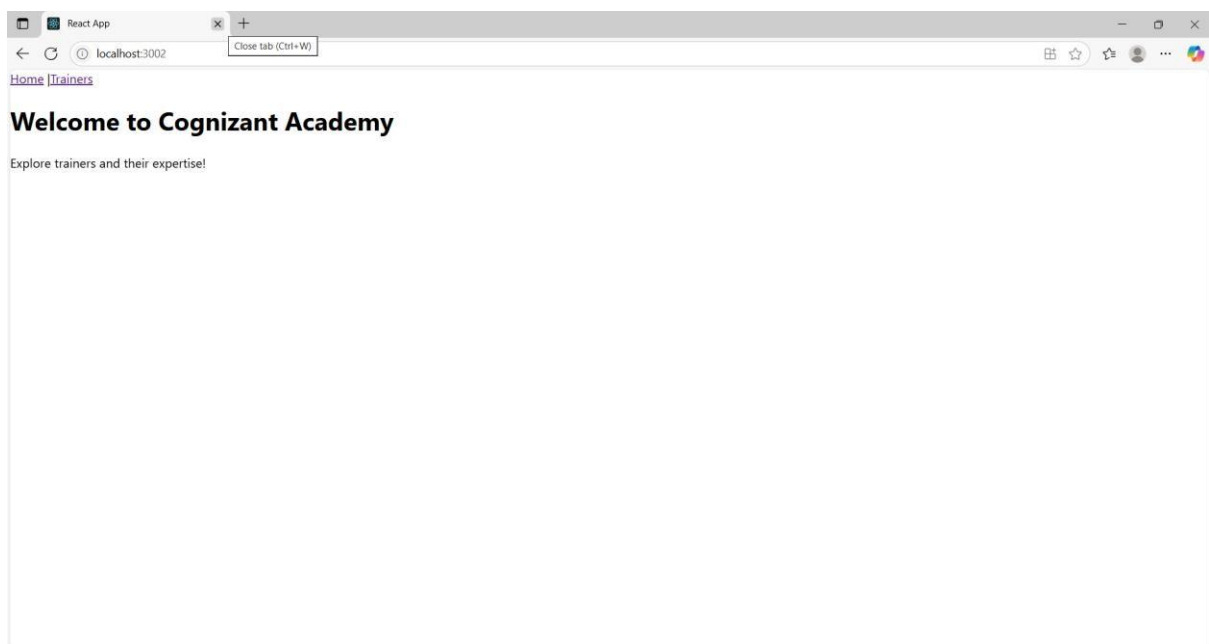 React App
Close tab (Ctrl+W)
localhost:3002
Home |Trainers
Welcome to Cognizant Academy
Explore trainers and their expertise!